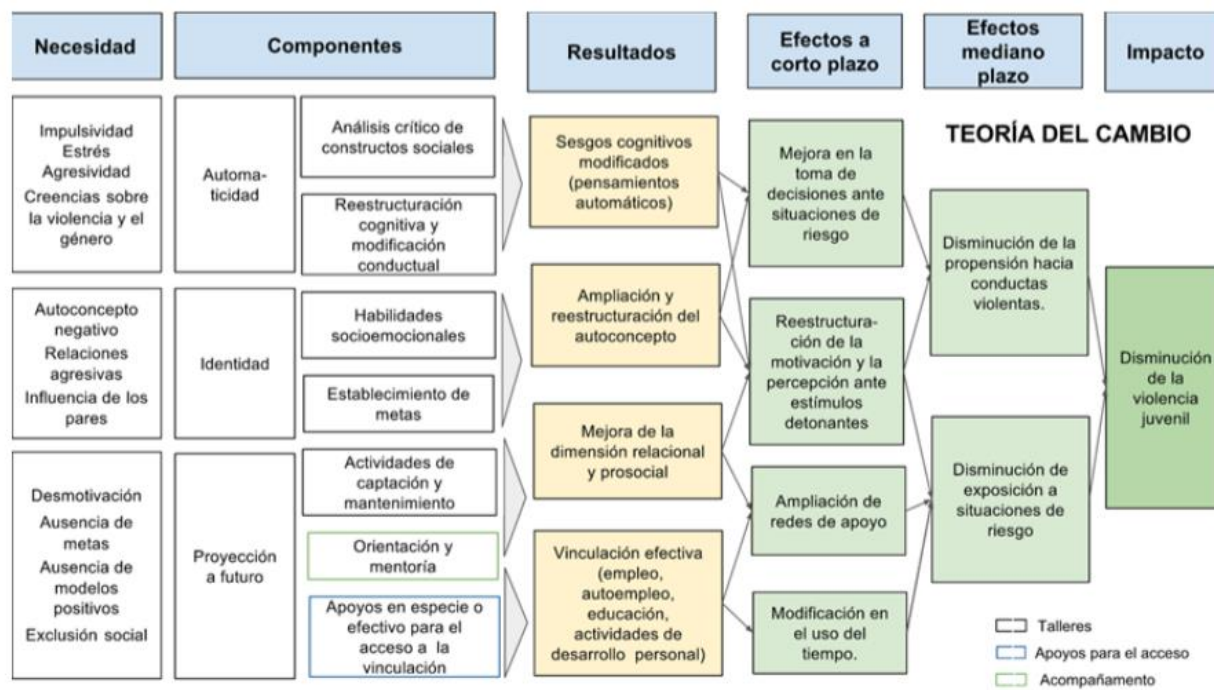 Necesidad
Componentes
Resultados
Efectos a
corto plazo
Efectos
mediano
plazo
Impacto
TEORÍA DEL CAMBIO
Impulsividad
Estrés
Agresividad
Creencias sobre
la violencia y el
género
Automa-
ticidad
Análisis crítico de
constructos sociales
Reestructuración
cognitiva y
modificación
conductual
Autoconcepto
negativo
Relaciones
agresivas
Influencia de los
pares
Identidad
Habilidades
socioemocionales
Establecimiento de
metas
Desmotivación
Ausencia de
metas
Ausencia de
modelos
positivos
Exclusión social
Proyección
a futuro
Actividades de
captación y
mantenimiento
Orientación y
mentoría
Apoyos en especie o
efectivo para el
acceso a la
vinculación
Sesgos cognitivos
modificados
(pensamientos
automáticos)
Ampliación y
reestructuración del
autoconcepto
Mejora de la
dimensión relacional
y prosocial
Vinculación efectiva
(empleo,
autoempleo,
educación,
actividades de
desarrollo personal)
Mejora en la
toma de
decisiones ante
situaciones de
riesgo
Reestructura-
ción de la
motivación y la
percepción ante
estímulos
detonantes
Ampliación de
redes de apoyo
Modificación en
el uso del
tiempo.
Disminución de la
propensión hacia
conductas
violentas.
Disminución de
exposición a
situaciones de
riesgo
Disminución
de la
violencia
juvenil
Talleres
Apoyos para el acceso
Acompañamento